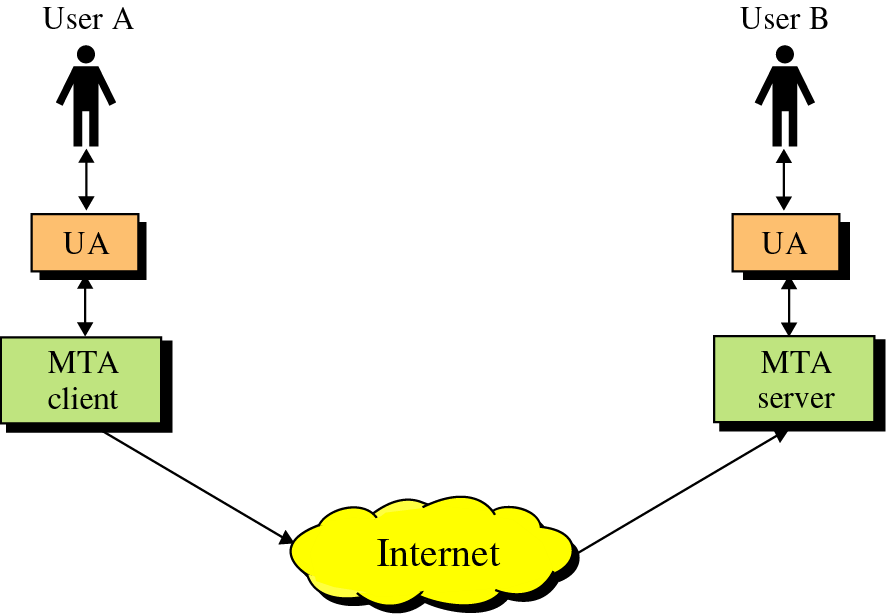 User A
User B
UA
UA
MTA
client
MTA
server
Internet